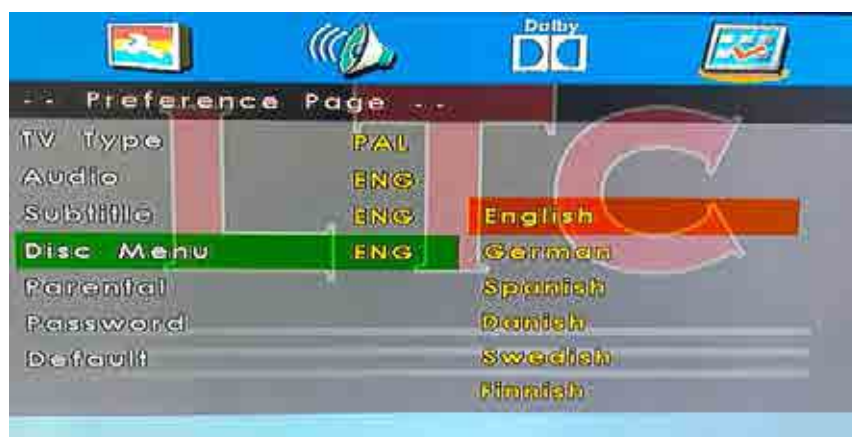 Dolby
-- Preference Page --
TV Type PAL
Audio ENG
Subtitle ENG English
Disc Menu ENG German
Parental Spanish
Password Danish
Default Swedish
Finnish
LTC